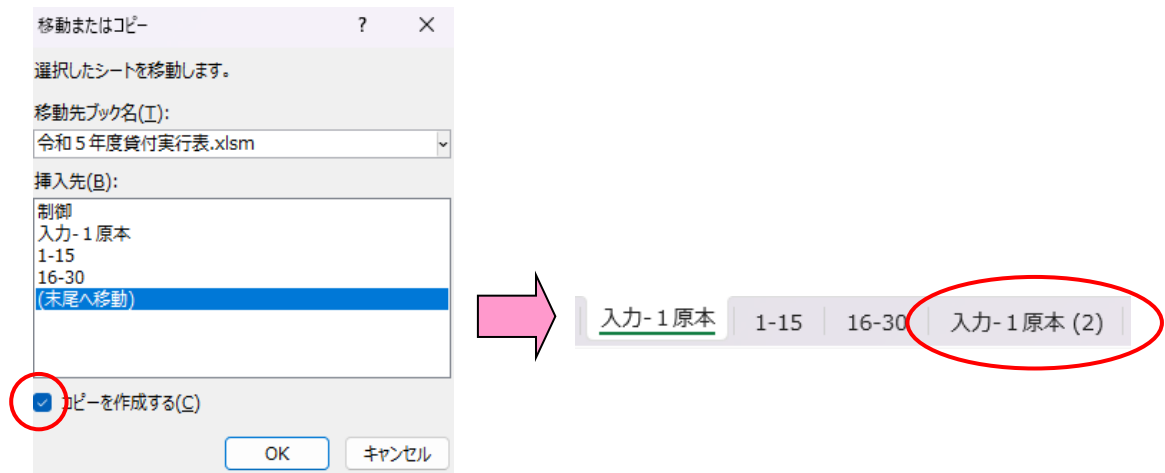 移動またはコピー ? ×
選択したシートを移動します。
移動先ブック名(T):
令和５年度貸付実行表.xlsm
挿入先(B):
制御
入力-１原本
1-15
16-30
(末尾へ移動)
コピーを作成する(C)
OK キャンセル
入力-１原本 1-15 16-30 入力-１原本 (2)